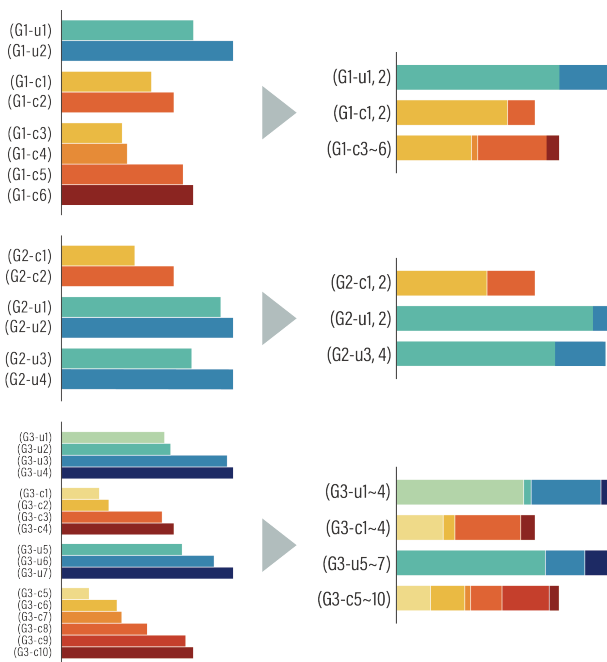 (G1-u1)
(G1-u2)
(G1-c1)
(G1-c2)
(G1-c3)
(G1-c4)
(G1-c5)
(G1-c6)
(G1-u1, 2)
(G1-c1, 2)
(G1-c3~6)
(G2-c1)
(G2-c2)
(G2-u1)
(G2-u2)
(G2-u3)
(G2-u4)
(G2-c1, 2)
(G2-u1, 2)
(G2-u3, 4)
(G3-u1)
(G3-u2)
(G3-u3)
(G3-u4)
(G3-c1)
(G3-c2)
(G3-c3)
(G3-c4)
(G3-u5)
(G3-u6)
(G3-u7)
(G3-c5)
(G3-c6)
(G3-c7)
(G3-c8)
(G3-c9)
(G3-c10)
(G3-u1~4)
(G3-c1~4)
(G3-u5~7)
(G3-c5~10)